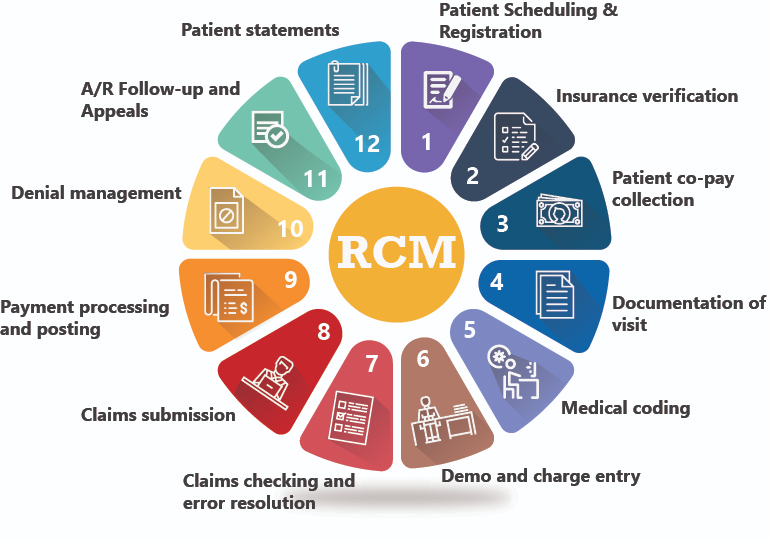 RCM
1
Patient Scheduling &
Registration
2
Insurance verification
3
Patient co-pay
collection
4
Documentation of
visit
5
Medical coding
6
Demo and charge entry
7
Claims checking and
error resolution
8
Claims submission
9
Payment processing
and posting
10
Denial management
11
A/R Follow-up and
Appeals
12
Patient statements